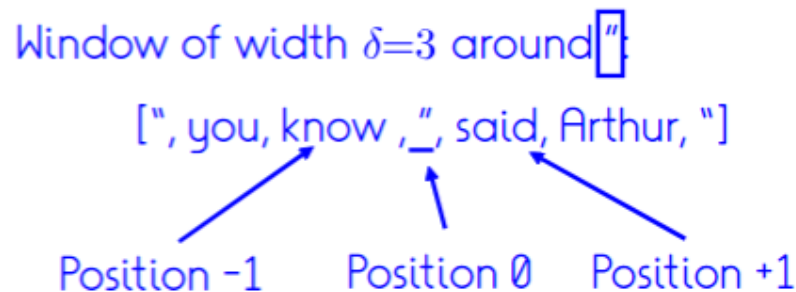 Window of width δ=3 around ”:
[“, you, know ,”, said, Arthur, “]
Position -1 Position 0 Position +1